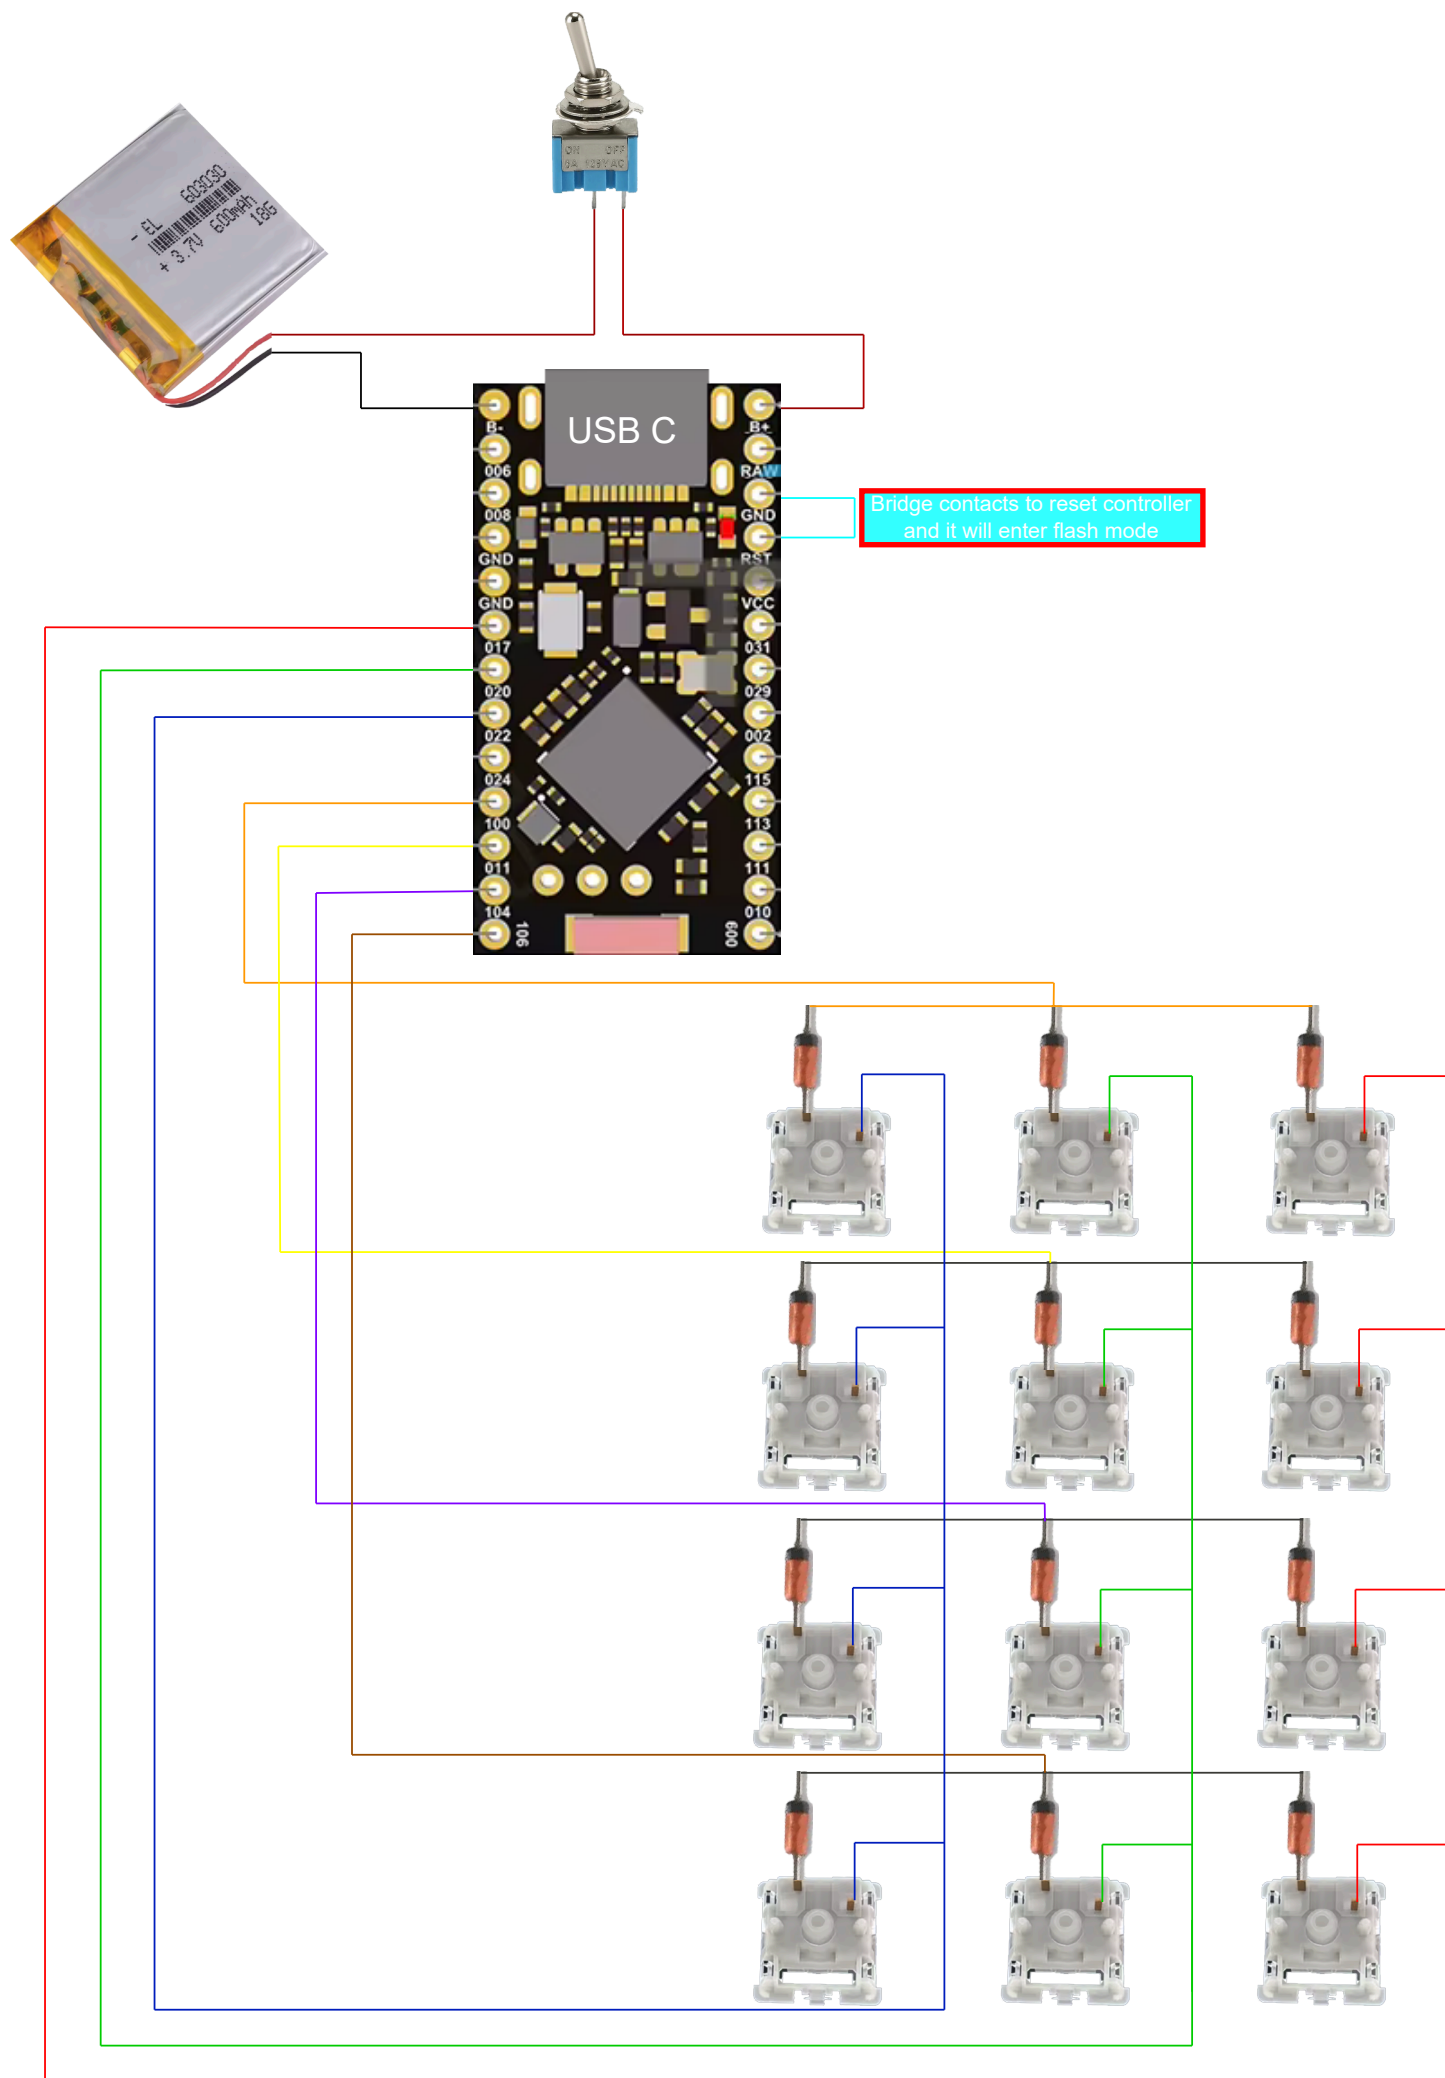 ON OFF
6A 125VAC
- EL 603030
+ 3.7V 600mAh
18G
USB C
B-
006
008
GND
GND
017
020
022
024
100
011
104
106
B+
RAW
GND
RST
VCC
031
029
002
115
113
111
010
009
Bridge contacts to reset controller
and it will enter flash mode